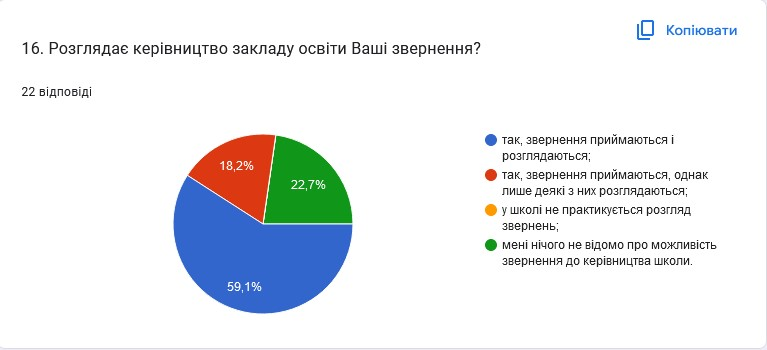 Копіювати
16. Розглядає керівництво закладу освіти Ваші звернення?
22 відповіді
18,2%
22,7%
59,1%
так, звернення приймаються і
розглядаються;
так, звернення приймаються, однак
лише деякі з них розглядаються;
у школі не практикується розгляд
звернень;
мені нічого не відомо про можливість
звернення до керівництва школи.